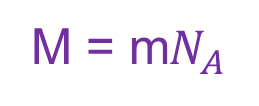 M = mN_A